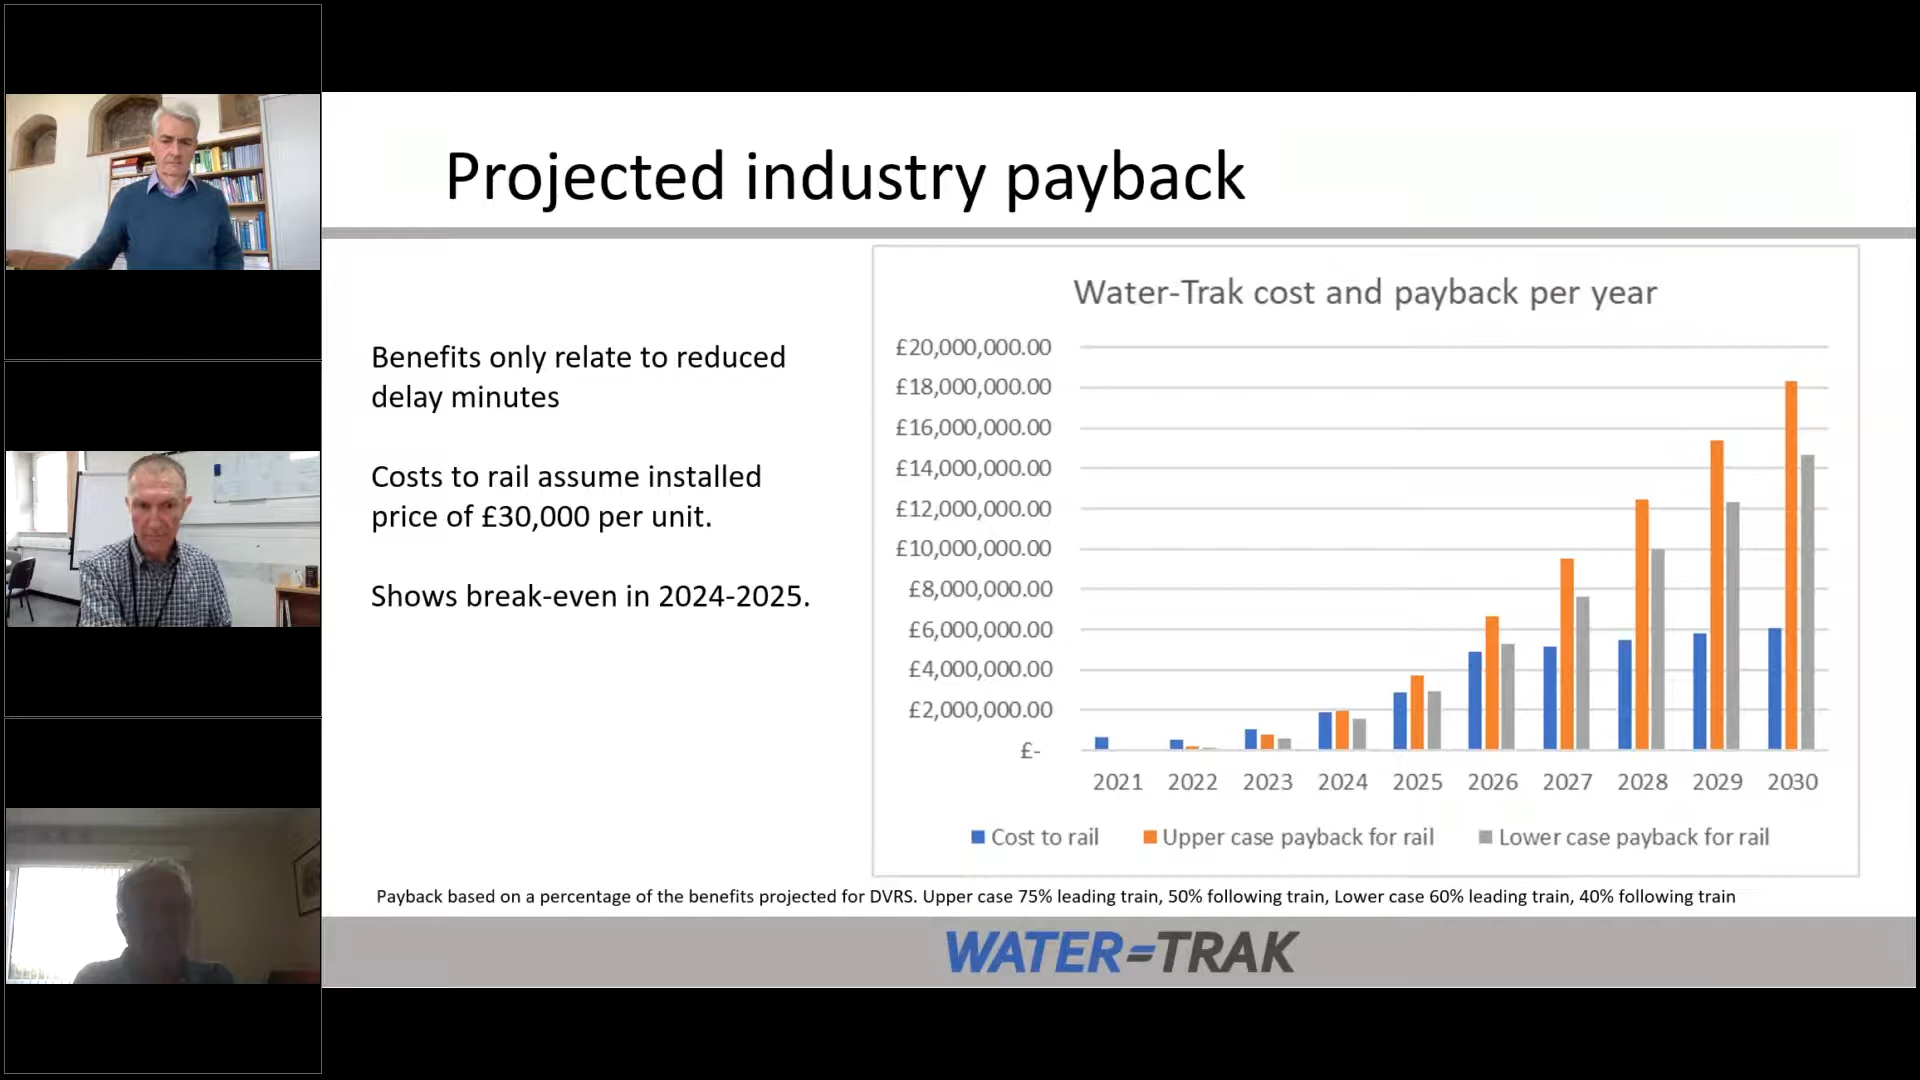 Projected industry payback
Benefits only relate to reduced
delay minutes
Costs to rail assume installed
price of £30,000 per unit.
Shows break-even in 2024-2025.
Water-Trak cost and payback per year
£20,000,000.00
£18,000,000.00
£16,000,000.00
£14,000,000.00
£12,000,000.00
£10,000,000.00
£8,000,000.00
£6,000,000.00
£4,000,000.00
£2,000,000.00
£-
2021 2022 2023 2024 2025 2026 2027 2028 2029 2030
Cost to rail Upper case payback for rail Lower case payback for rail
Payback based on a percentage of the benefits projected for DVRS. Upper case 75% leading train, 50% following train, Lower case 60% leading train, 40% following train
WATER=TRAK